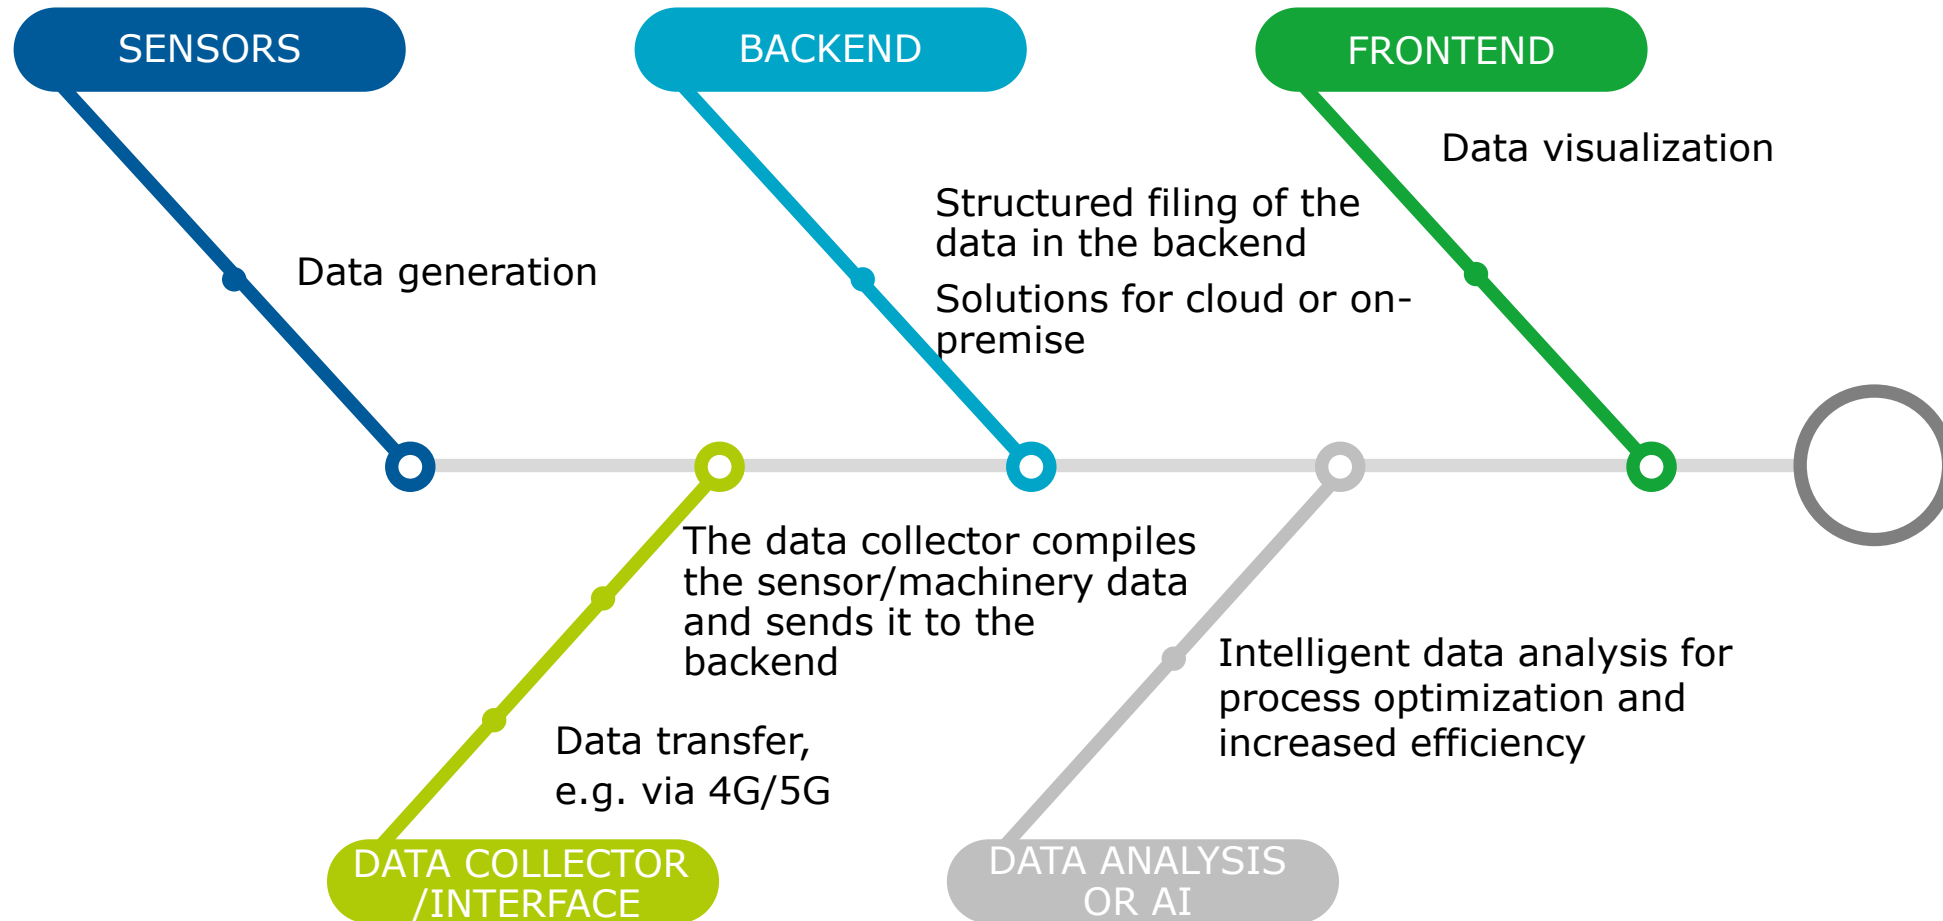 SENSORS
BACKEND
FRONTEND
Data visualization
Structured filing of the
data in the backend
Data generation
Solutions for cloud or on-
premise
The data collector compiles
the sensor/machinery data
and sends it to the
backend
Intelligent data analysis for
process optimization and
increased efficiency
Data transfer,
e.g. via 4G/5G
DATA COLLECTOR
/INTERFACE
DATA ANALYSIS
OR AI